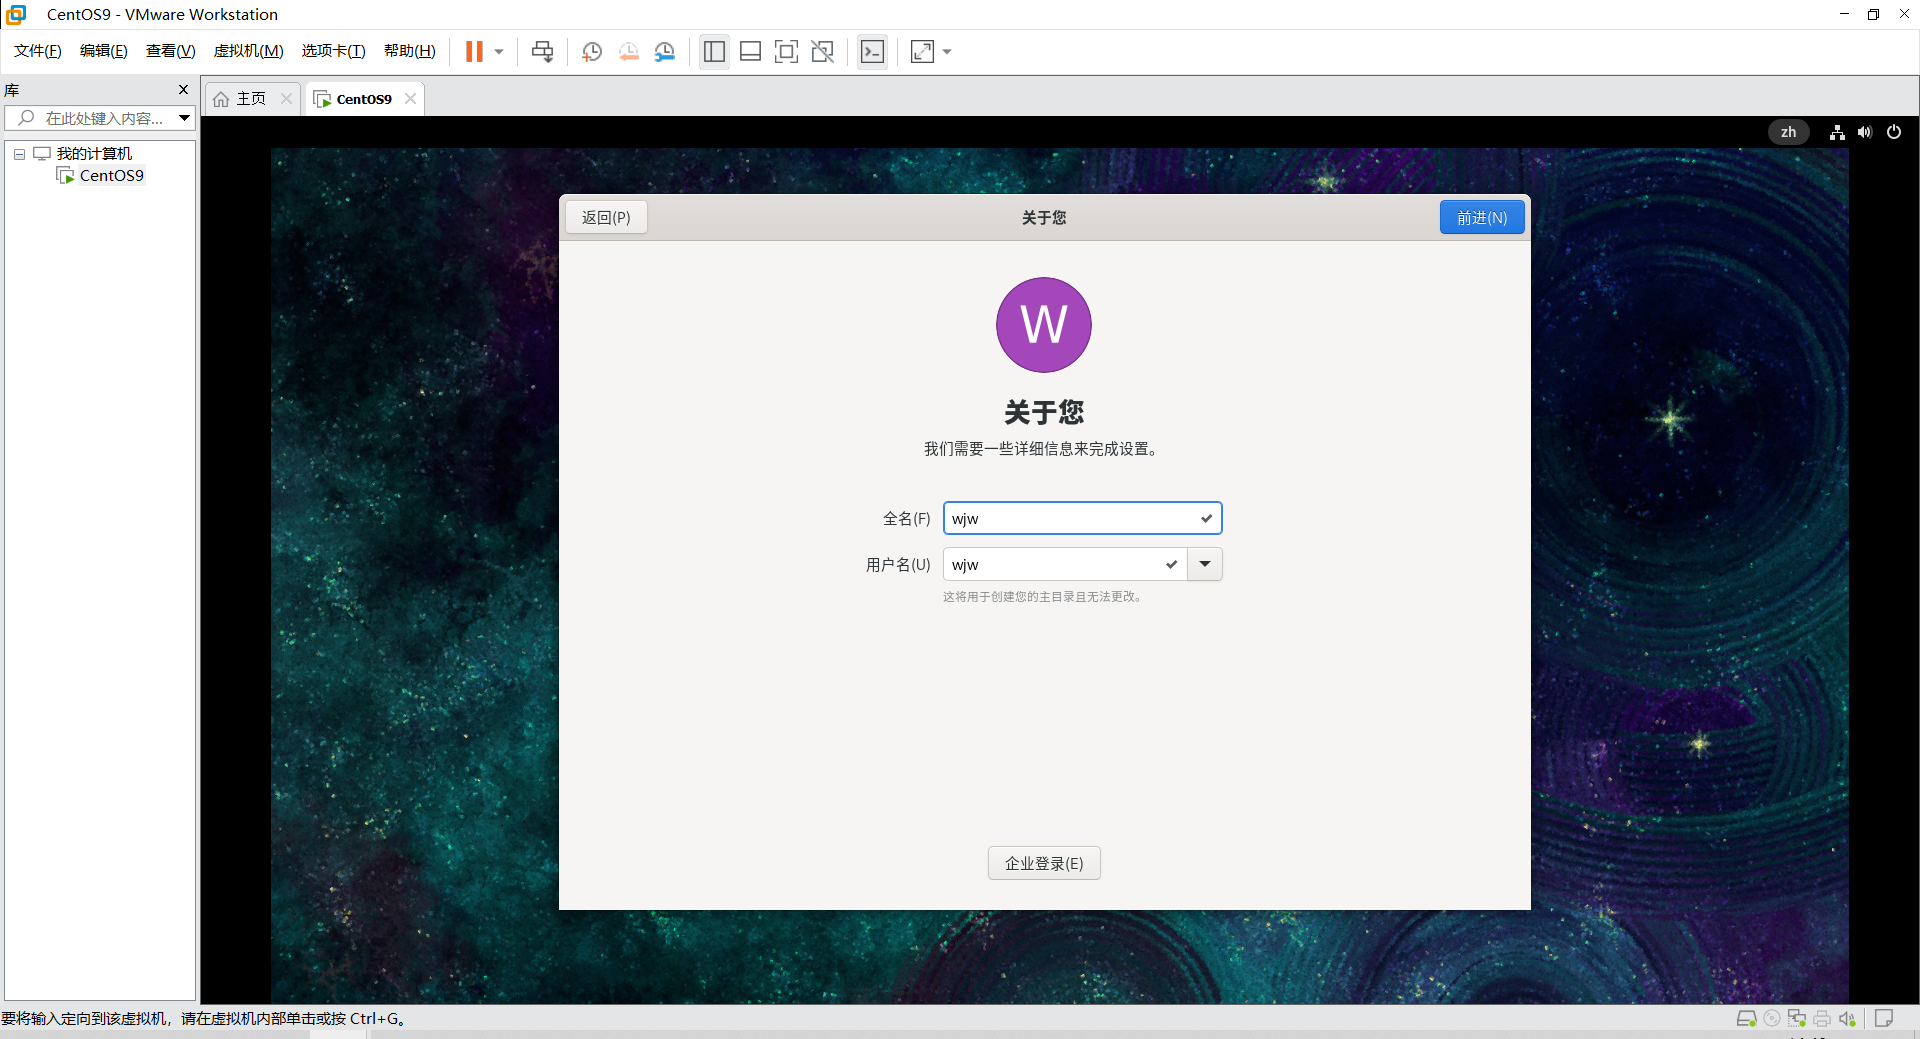 CentOS9 - VMware Workstation
文件(F) 编辑(E) 查看(V) 虚拟机(M) 选项卡(T) 帮助(H)
库
主页
CentOS9
在此处键入内容...
zh
我的计算机
CentOS9
返回(P)
关于您
前进(N)
W
关于您
我们需要一些详细信息来完成设置。
全名(F) wjw
用户名(U) wjw
这将用于创建您的主目录且无法更改。
企业登录(E)
要将输入定向到该虚拟机，请在虚拟机内部单击或按 Ctrl+G。